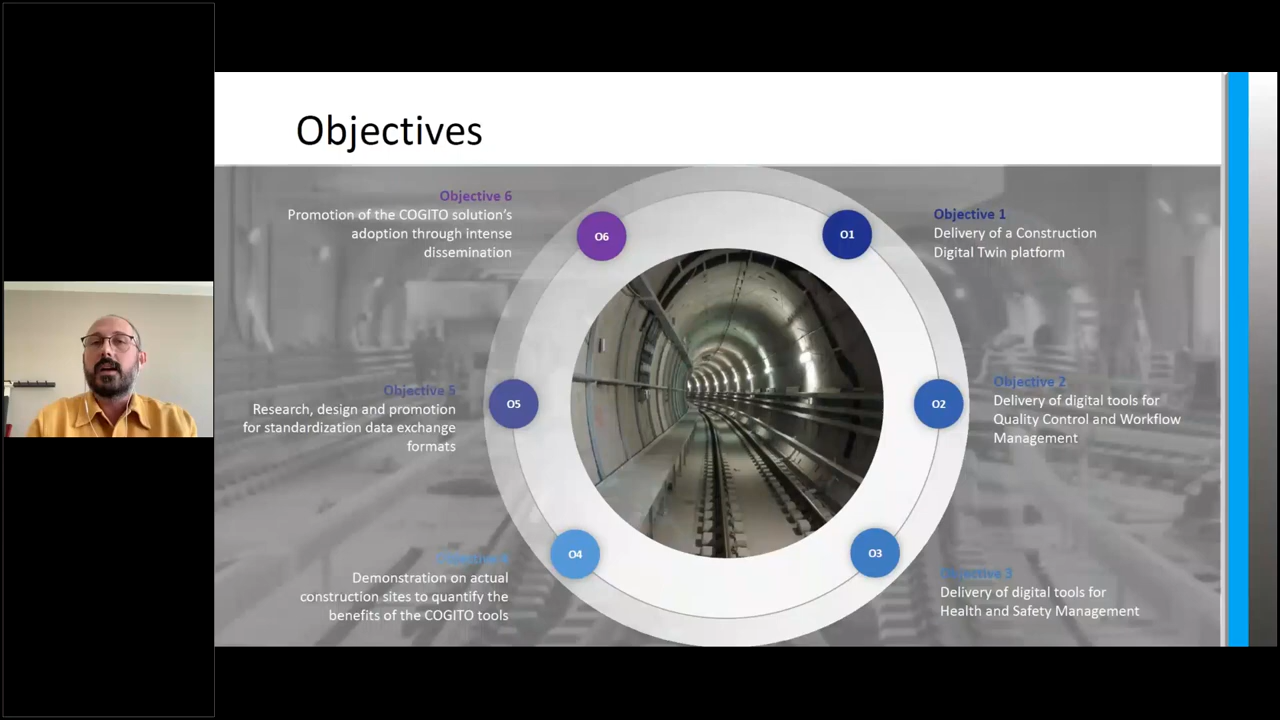 Objectives
Objective 6
Promotion of the COGITO solution's
adoption through intense
dissemination
O6
O1
Objective 1
Delivery of a Construction
Digital Twin platform
Objective 5
Research, design and promotion
for standardization data exchange
formats
O5
O2
Objective 2
Delivery of digital tools for
Quality Control and Workflow
Management
Objective 4
Demonstration on actual
construction sites to quantify the
benefits of the COGITO tools
O4
O3
Objective 3
Delivery of digital tools for
Health and Safety Management